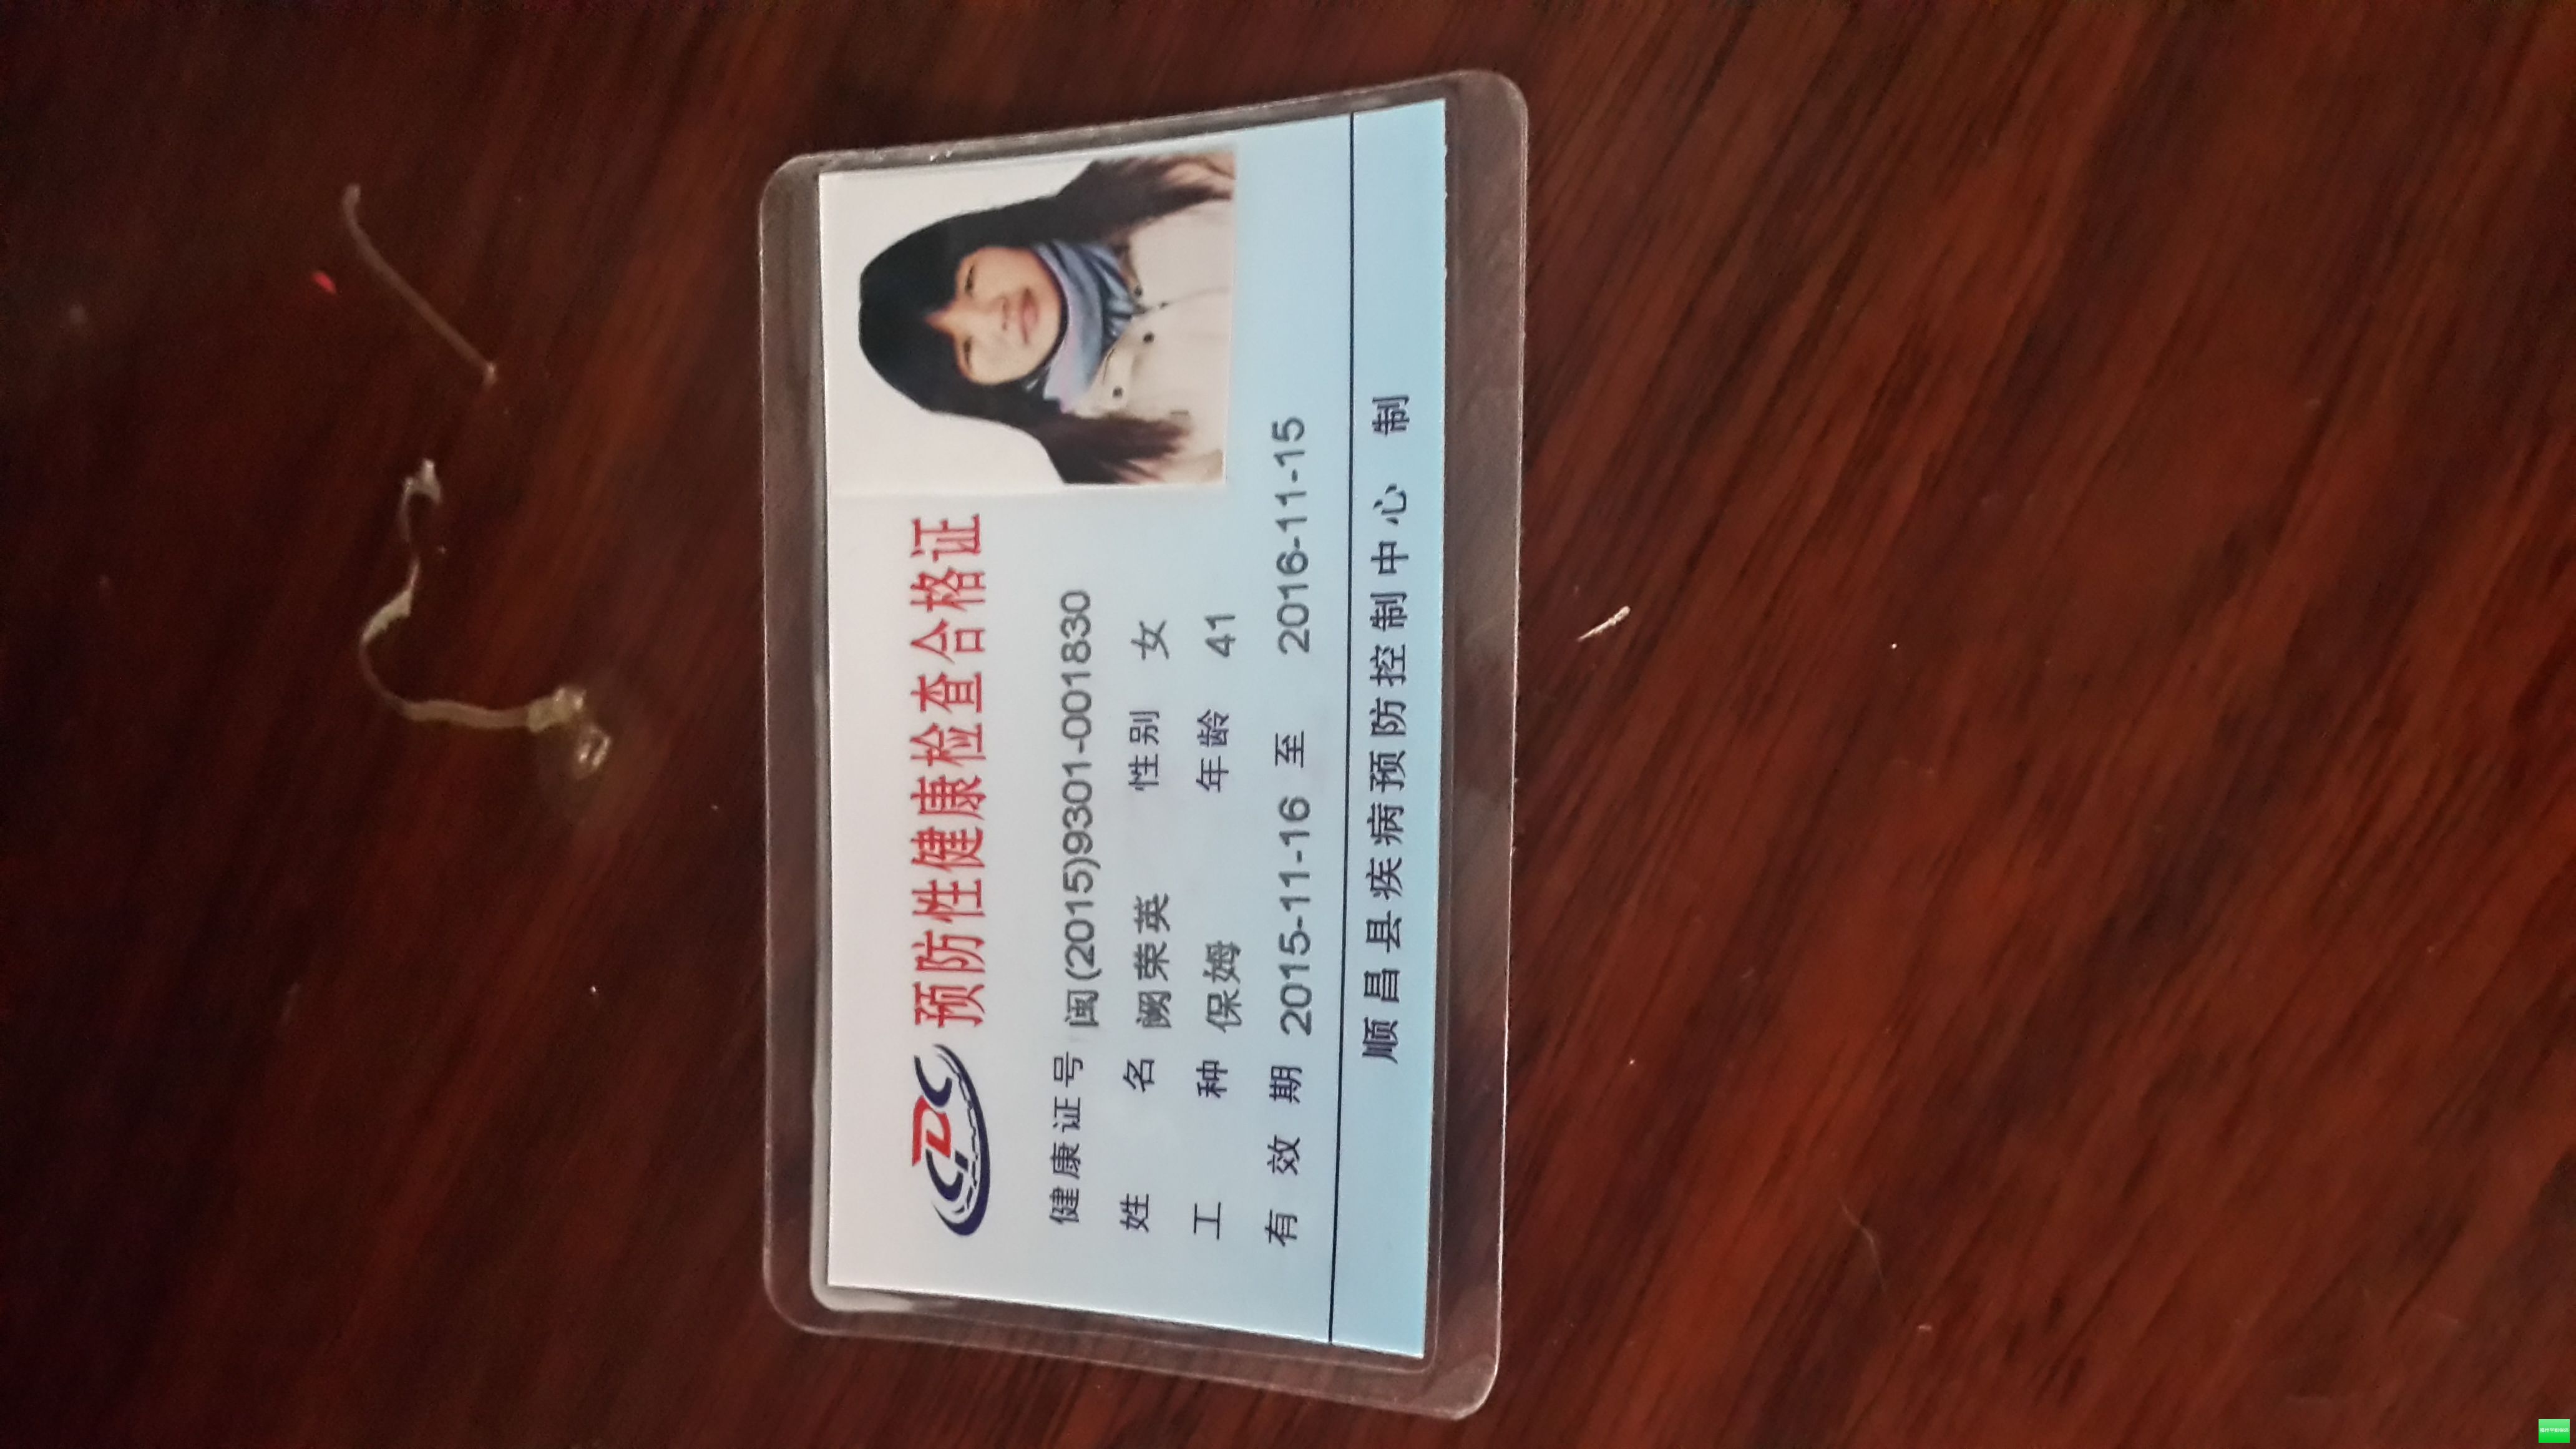 CDC 预防性健康检查合格证
健康证号 闽(2015)9301-001830
姓 名 阙荣英 性别 女
工 种 保姆 年龄 41
有 效 期 2015-11-16 至 2016-11-15
顺昌县疾病预防控制中心 制